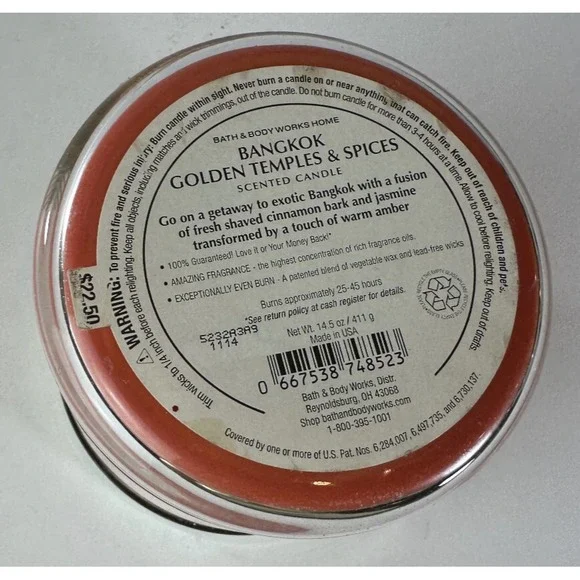 BATH & BODY WORKS HOME
BANGKOK
GOLDEN TEMPLES & SPICES
SCENTED CANDLE
Go on a getaway to exotic Bangkok with a fusion
of fresh shaved cinnamon bark and jasmine
transformed by a touch of warm amber
• 100% Guaranteed! Love it or Your Money Back!*
• AMAZING FRAGRANCE - the highest concentration of rich fragrance oils.
• EXCEPTIONALLY EVEN BURN - A patented blend of vegetable wax and lead-free wicks
Burns approximately 25-45 hours
*See return policy at cash register for details.
5232A3A9
1114
Net Wt. 14.5 oz / 411 g
Made in USA
0 667538 748523
Bath & Body Works, Distr.
Reynoldsburg, OH 43068
Shop bathandbodyworks.com
1-800-395-1001
Covered by one or more of U.S. Pat. Nos. 6,284,007, 6,497,735, and 6,730,137.
⚠ WARNING: To prevent fire and serious injury: Burn candle within sight. Never burn a candle on or near anything that can catch fire. Keep out of reach of children and pets.
Trim wicks to 1/4 inch before each relighting. Keep all objects, including matches and wick trimmings, out of the candle. Do not burn candle for more than 3-4 hours at a time. Allow to cool before relighting. Keep out of drafts.
$22.50